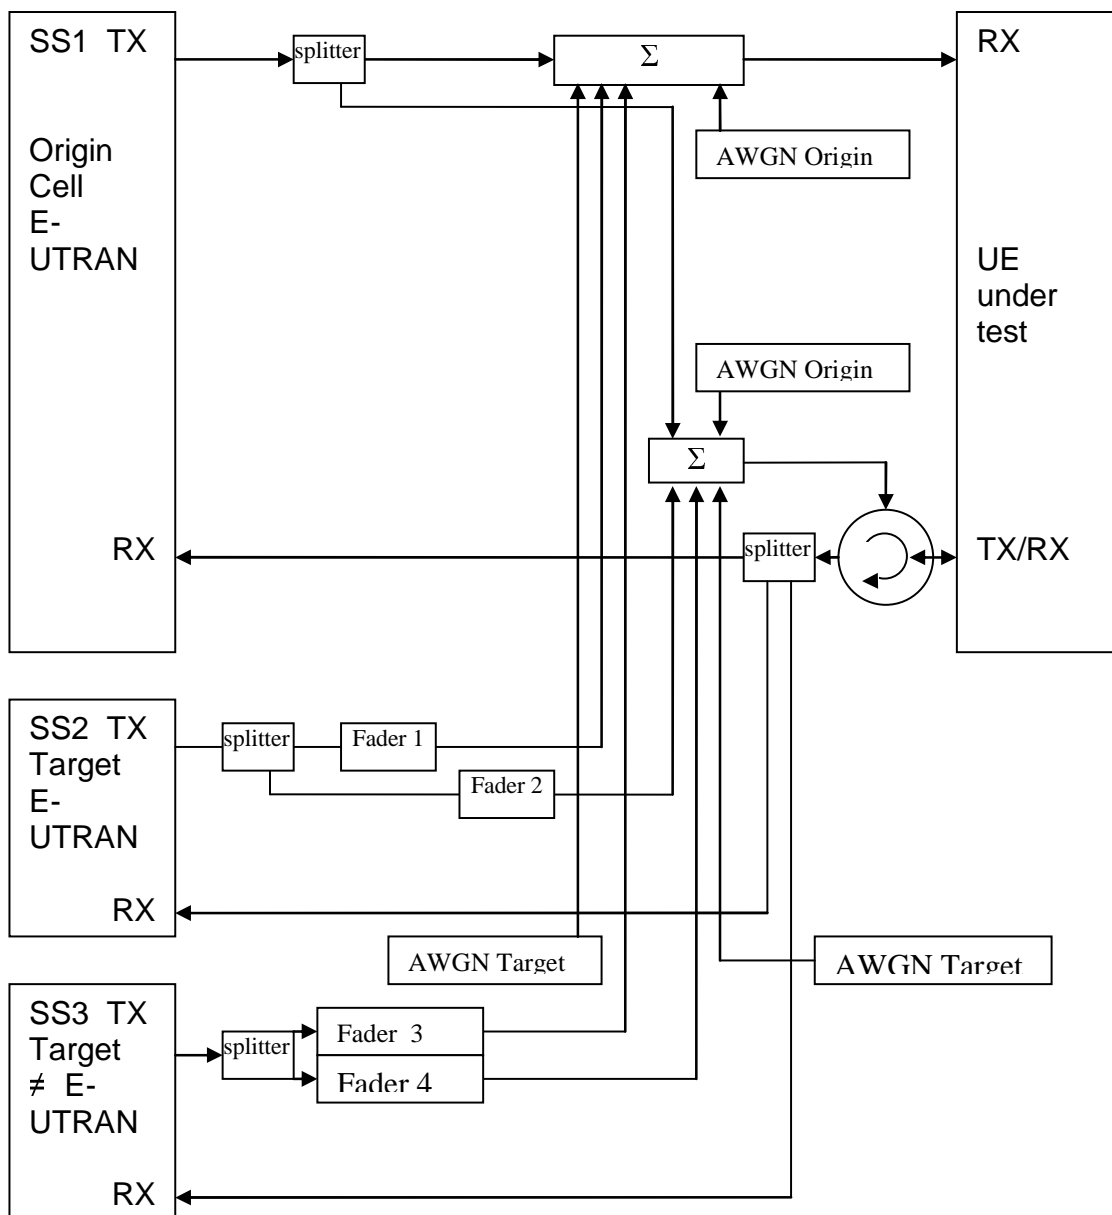 SS1 TX
Origin
Cell
E-
UTRAN
RX
splitter
Σ
AWGN Origin
RX
UE
under
test
TX/RX
AWGN Origin
Σ
splitter
SS2 TX
Target
E-
UTRAN
RX
splitter
Fader 1
Fader 2
AWGN Target
AWGN Target
SS3 TX
Target
≠ E-
UTRAN
RX
splitter
Fader 3
Fader 4